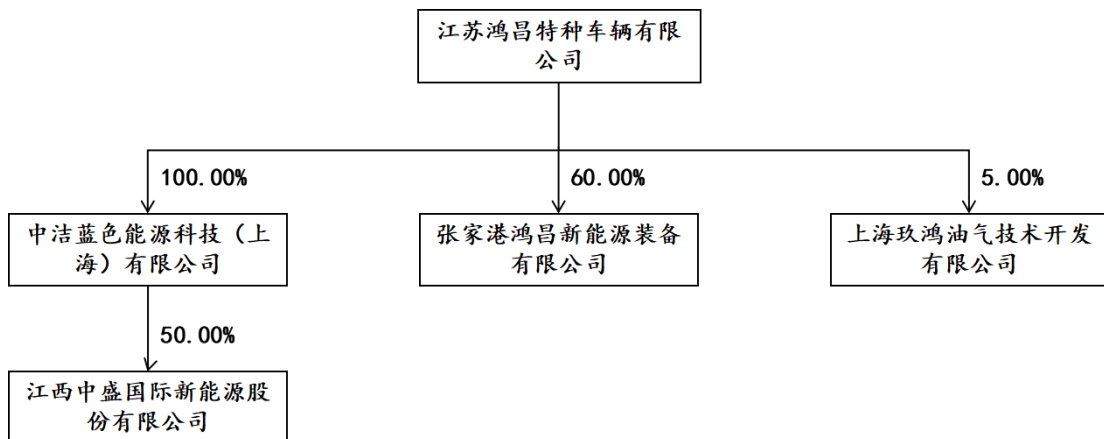 江苏鸿昌特种车辆有限
公司
100.00%
60.00%
5.00%
中洁蓝色能源科技（上
海）有限公司
张家港鸿昌新能源装备
有限公司
上海玖鸿油气技术开发
有限公司
50.00%
江西中盛国际新能源股
份有限公司